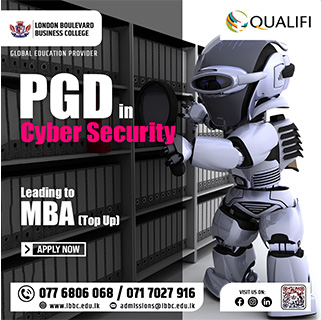 LONDON BOULEVARD
BUSINESS COLLEGE
GLOBAL EDUCATION PROVIDER
QUALIFI
PGD in
Cyber Security
Leading to
MBA (Top Up)
APPLY NOW
077 6806 068 / 071 7027 916
www.lbbc.edu.lk admissions@lbbc.edu.lk
VISIT US ON: